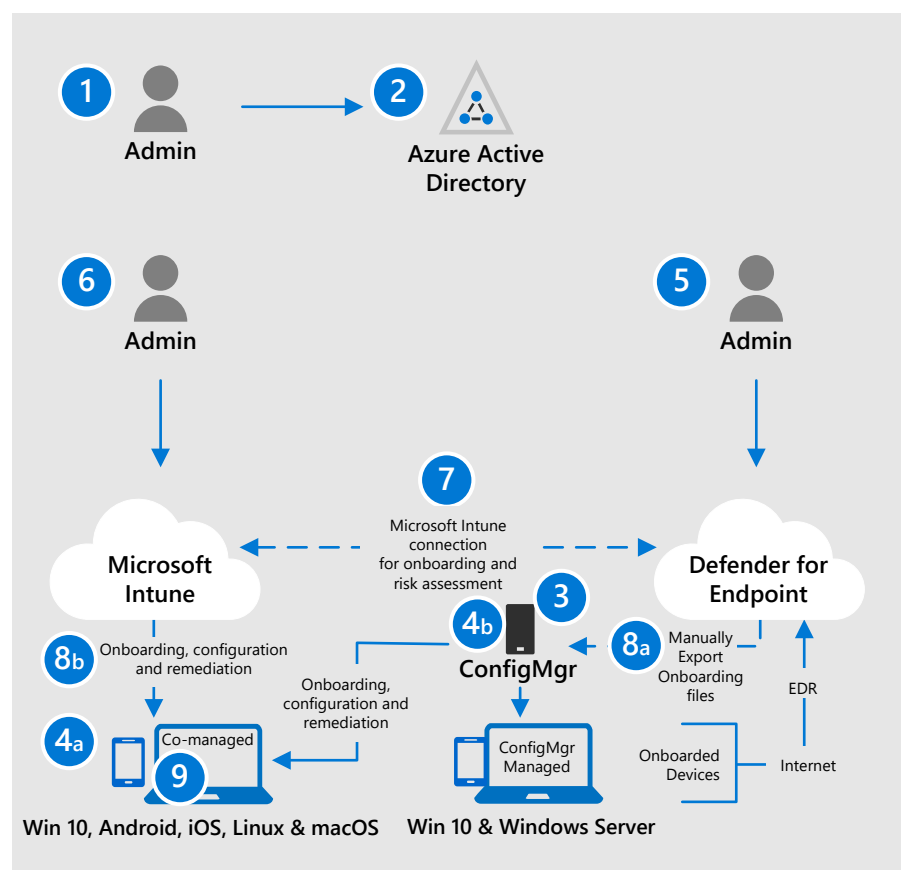 1
Admin
2
Azure Active
Directory
6
Admin
5
Admin
7
Microsoft Intune
connection
for onboarding and
risk assessment
Microsoft
Intune
Defender for
Endpoint
3
4b
ConfigMgr
8a
Manually
Export
Onboarding
files
8b
Onboarding, configuration
and remediation
Onboarding,
configuration and
remediation
EDR
4a
Co-managed
9
ConfigMgr
Managed
Onboarded
Devices
Internet
Win 10, Android, iOS, Linux & macOS
Win 10 & Windows Server